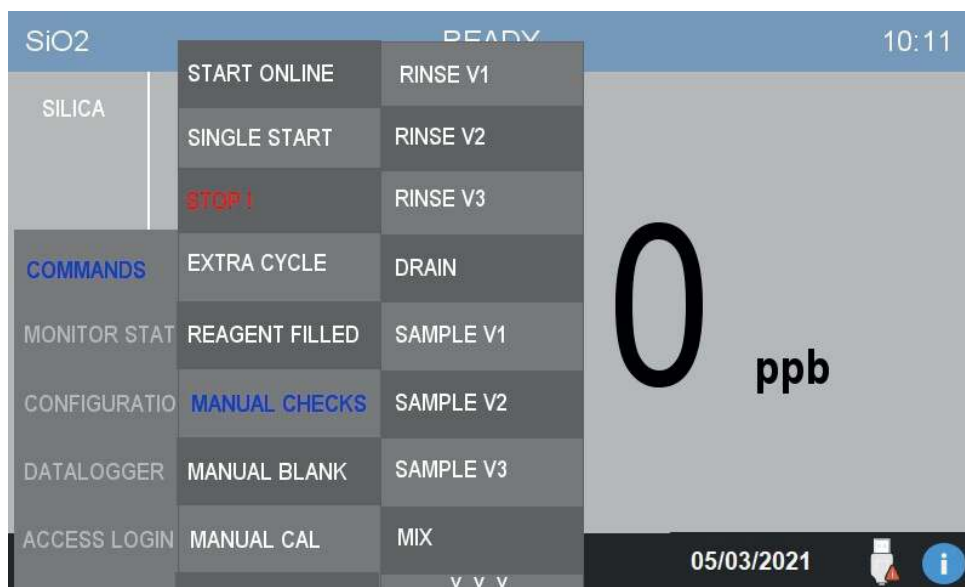 SiO2 READY 10:11
SILICA
COMMANDS
MONITOR STAT
CONFIGURATIO
DATALOGGER
ACCESS LOGIN
START ONLINE
SINGLE START
STOP !
EXTRA CYCLE
REAGENT FILLED
MANUAL CHECKS
MANUAL BLANK
MANUAL CAL
RINSE V1
RINSE V2
RINSE V3
DRAIN
SAMPLE V1
SAMPLE V2
SAMPLE V3
MIX
0 ppb
05/03/2021